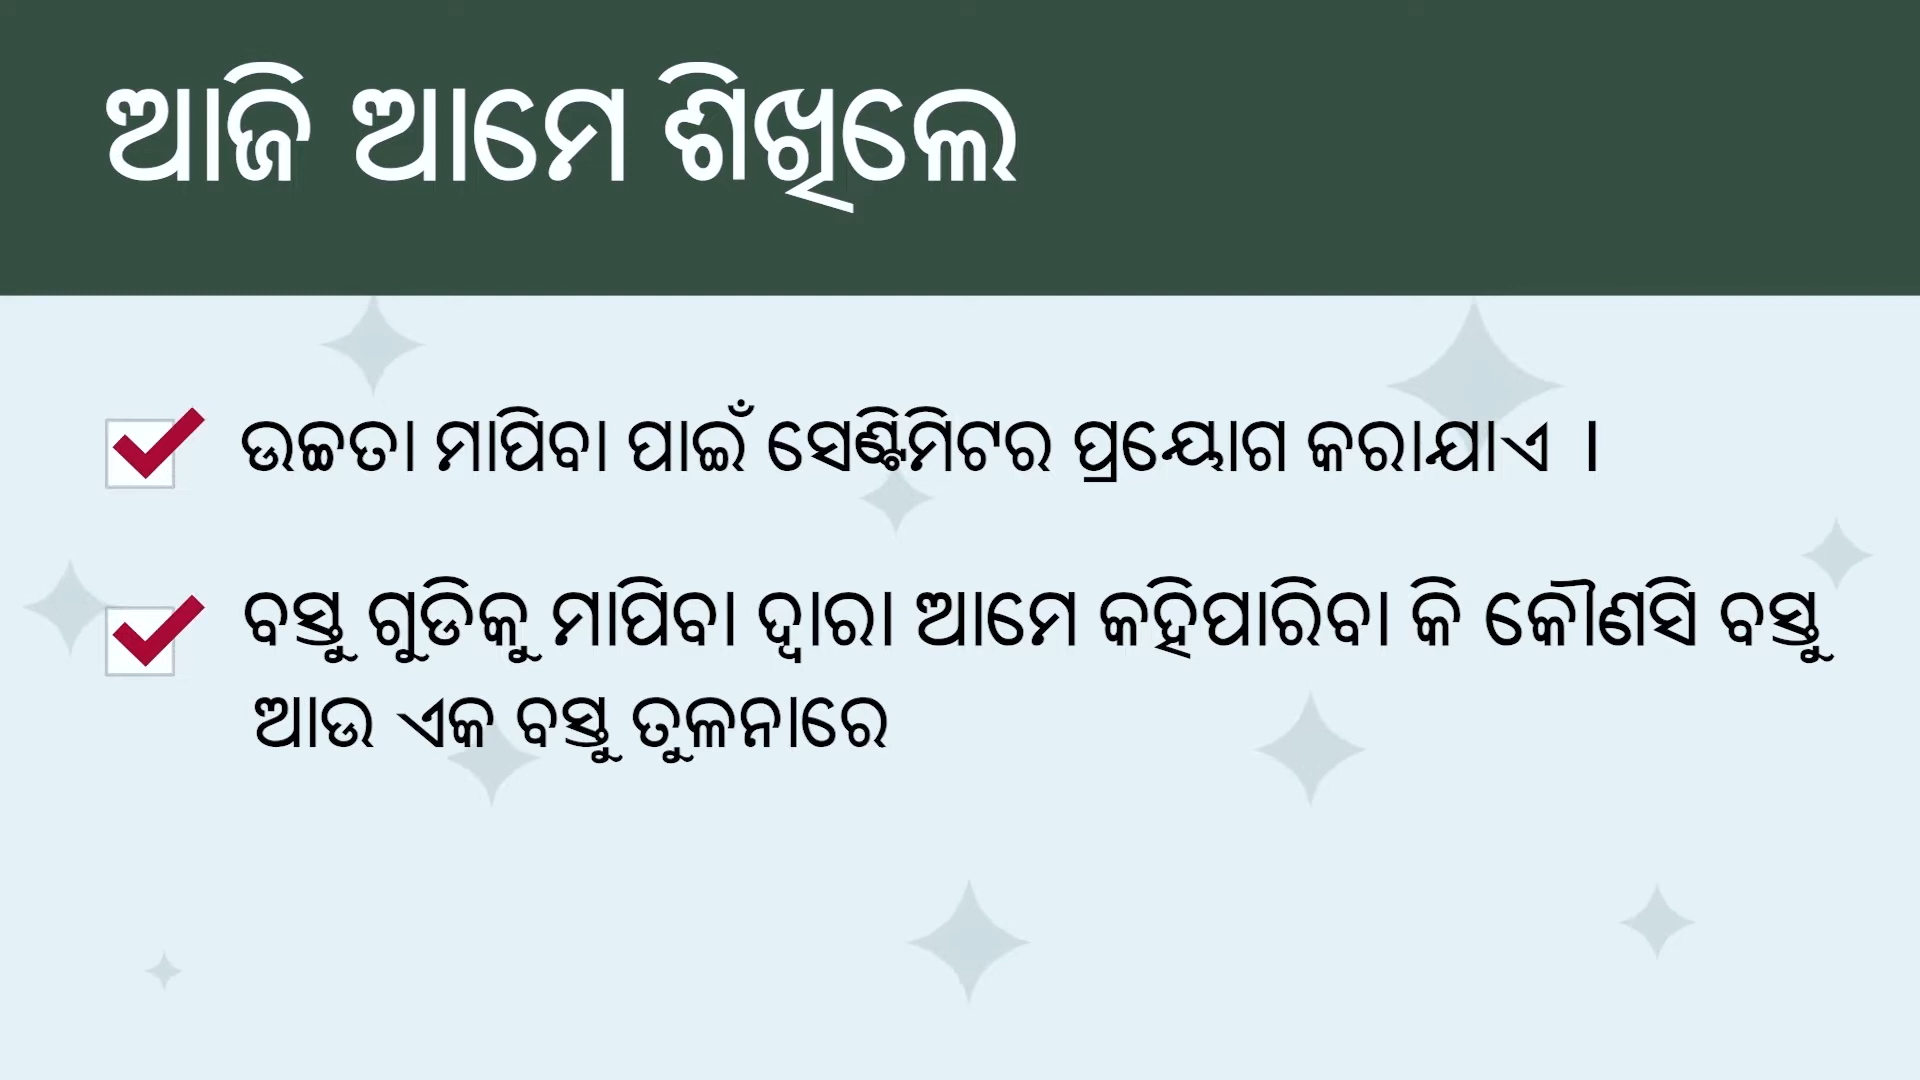 ଆଜି ଆମେ ଶିଖିଲେ
ଉଚ୍ଚତା ମାପିବା ପାଇଁ ସେଣ୍ଟିମିଟର ପ୍ରୟୋଗ କରାଯାଏ ।
ବସ୍ତୁ ଗୁଡିକୁ ମାପିବା ଦ୍ୱାରା ଆମେ କହିପାରିବା କି କୌଣସି ବସ୍ତୁ
ଆଉ ଏକ ବସ୍ତୁ ତୁଳନାରେ